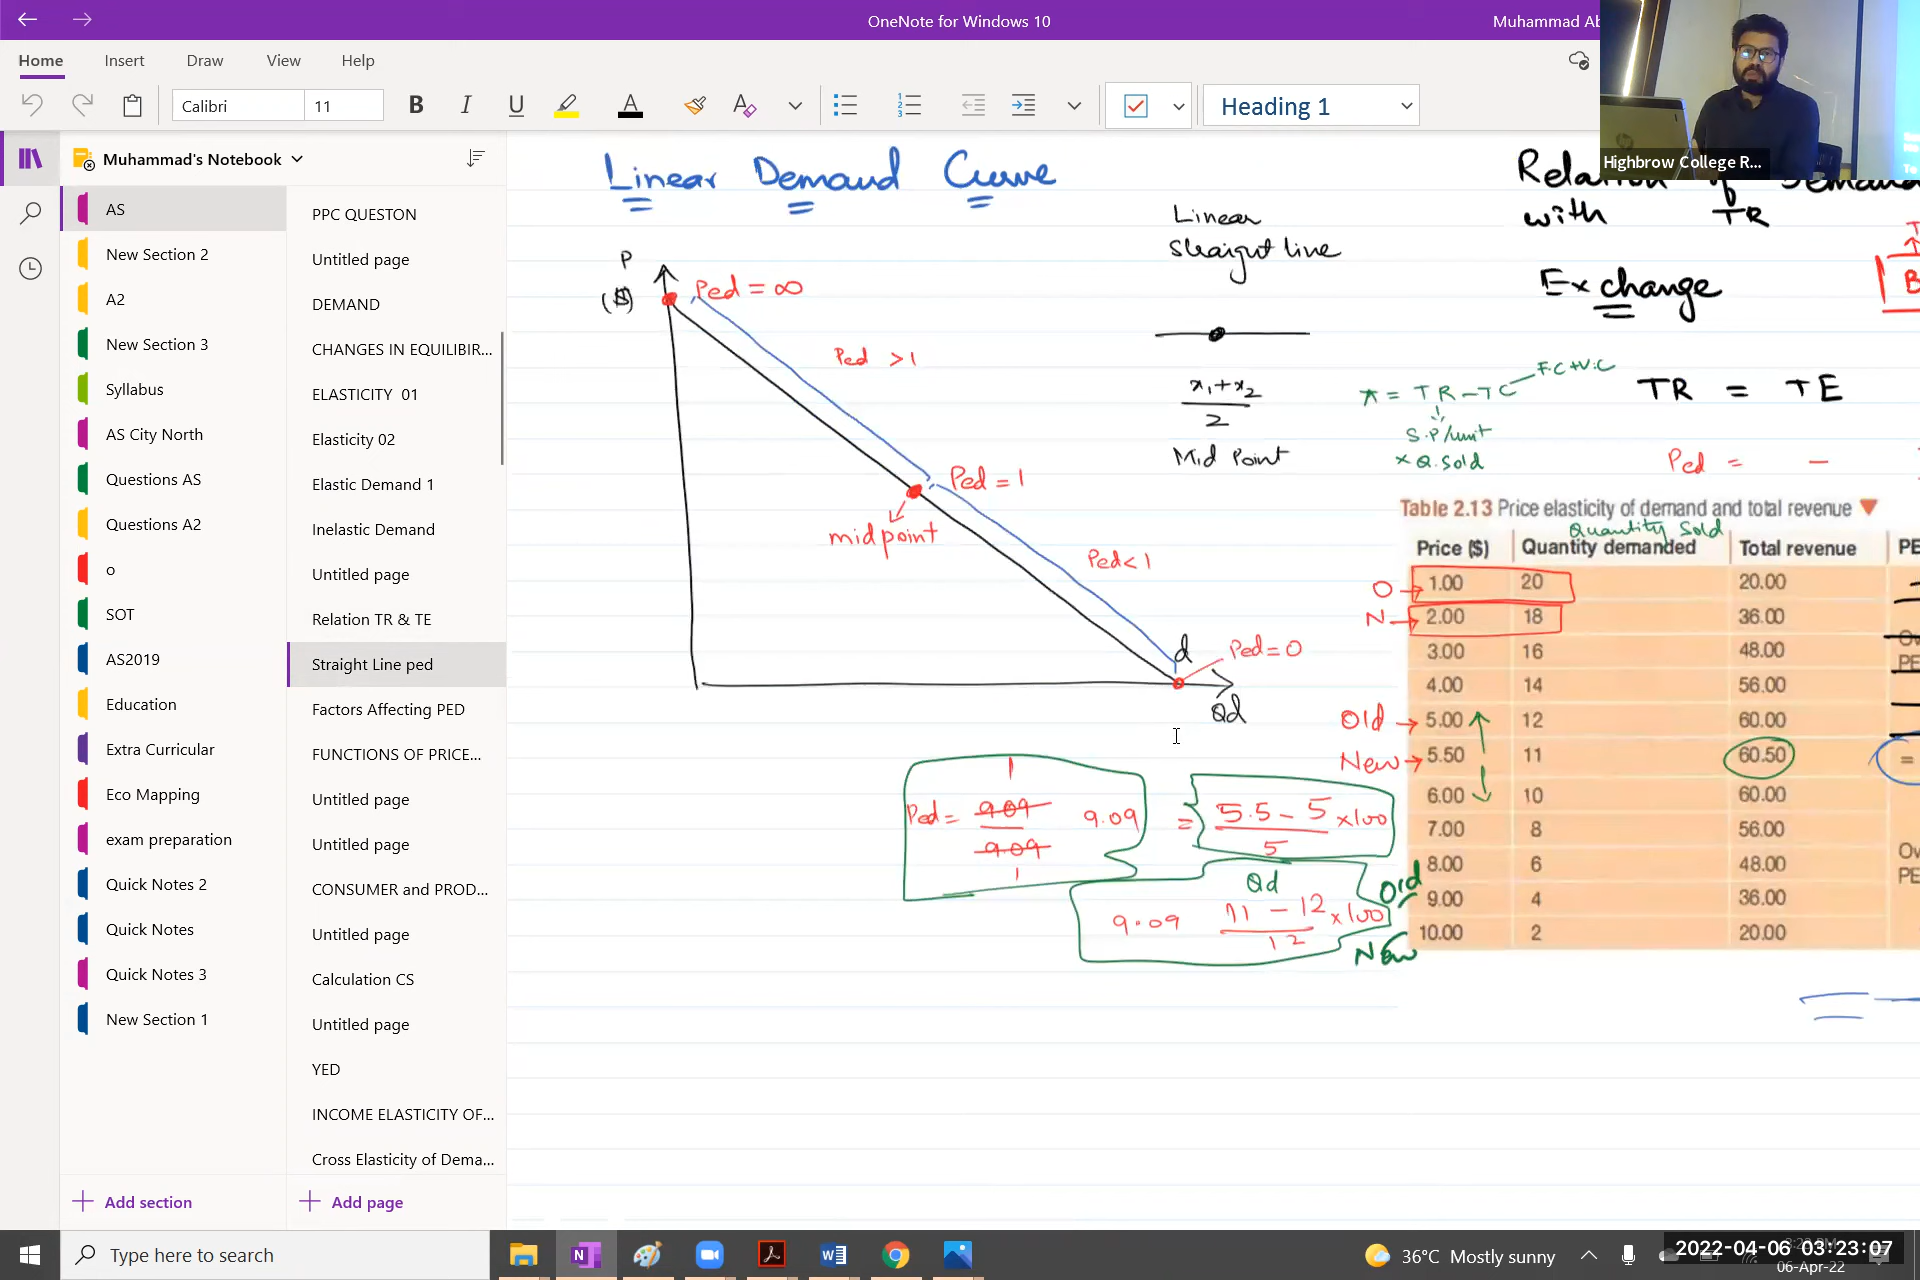 OneNote for Windows 10
Muhammad Ab
Home
Insert
Draw
View
Help
Calibri
11
B
I
U
A
Heading 1
Highbrow College R...
Muhammad's Notebook
AS
New Section 2
A2
New Section 3
Syllabus
AS City North
Questions AS
Questions A2
o
SOT
AS2019
Education
Extra Curricular
Eco Mapping
exam preparation
Quick Notes 2
Quick Notes
Quick Notes 3
New Section 1
Add section
PPC QUESTON
Untitled page
DEMAND
CHANGES IN EQUILIBIR...
ELASTICITY 01
Elasticity 02
Elastic Demand 1
Inelastic Demand
Untitled page
Relation TR & TE
Straight Line ped
Factors Affecting PED
FUNCTIONS OF PRICE...
Untitled page
Untitled page
CONSUMER and PROD...
Untitled page
Calculation CS
Untitled page
YED
INCOME ELASTICITY OF...
Cross Elasticity of Dema...
Add page
Linear Demand Curve
P
($)
Ped = ∞
Ped >1
Ped = 1
midpoint
Ped<1
d
Ped=0
Qd
Linear
Straight line
x₁+x₂
2
Mid Point
Relation of Demand
with TR
Exchange
B
π = TR - TC
F.C+V.C
S.P/unit
x Q.sold
TR = TE
Ped = -
Table 2.13 Price elasticity of demand and total revenue
Quantity Sold
Price ($) Quantity demanded Total revenue PE
O → 1.00 20 20.00
N → 2.00 18 36.00
3.00 16 48.00
4.00 14 56.00
Old → 5.00 12 60.00
New → 5.50 11 60.50 =
6.00 10 60.00
7.00 8 56.00
8.00 6 48.00
9.00 4 36.00
10.00 2 20.00
Ped = 9.09
9.09
1
1
9.09
= 5.5 - 5 x100
5
Qd
9.09 11 - 12 x100
12
Old
New
Type here to search
36°C Mostly sunny
2022-04-06 03:23:07
06-Apr-22